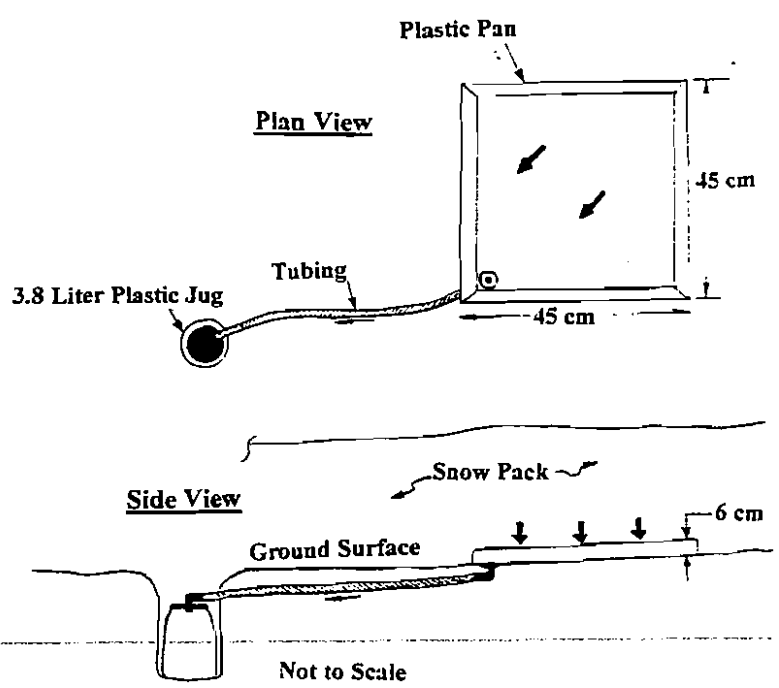 Plastic Pan
Plan View
45 cm
Tubing
3.8 Liter Plastic Jug
45 cm
Snow Pack
Side View
6 cm
Ground Surface
Not to Scale